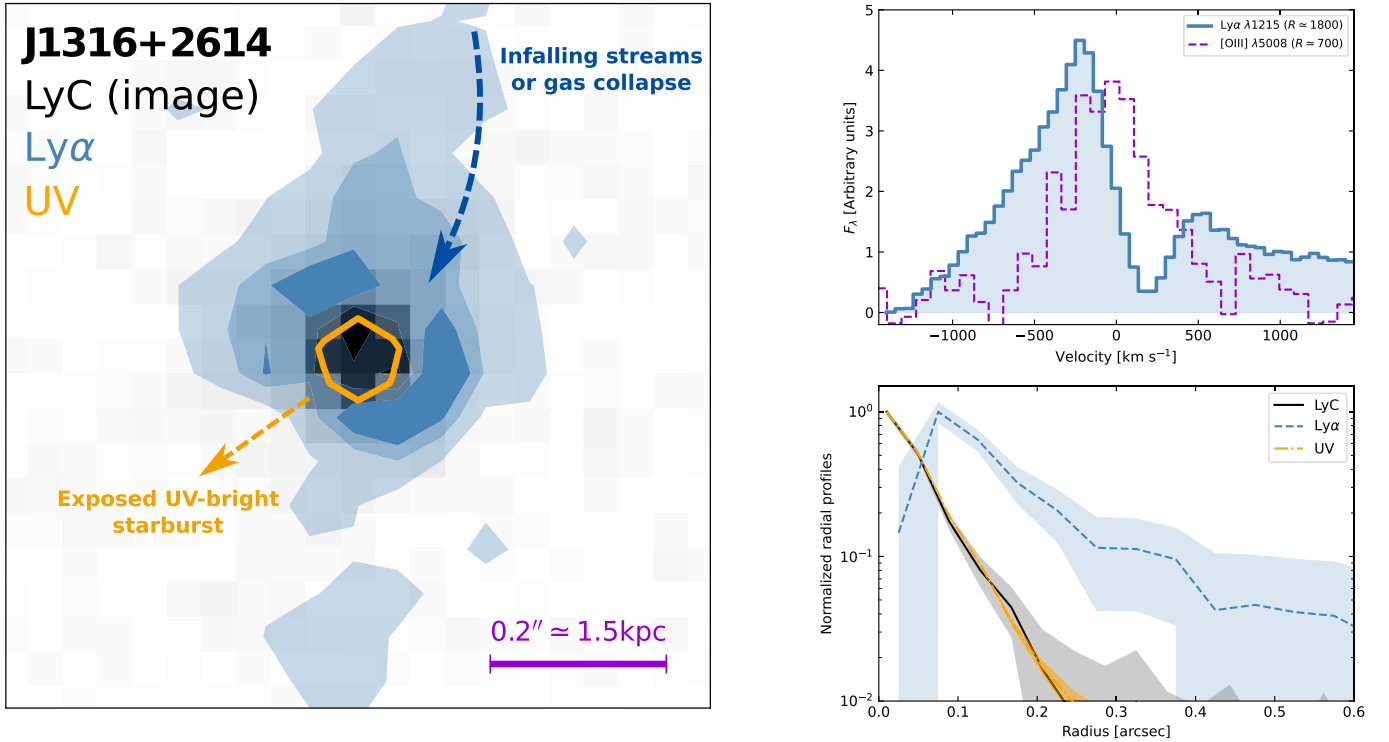 J1316+2614
LyC (image)
Lyα
UV
Infalling streams
or gas collapse
Exposed UV-bright
starburst
0.2″ ≃ 1.5kpc
5
4
3
2
1
0
Fλ [Arbitrary units]
Lyα λ1215 (R ≃ 1800)
[OIII] λ5008 (R ≃ 700)
−1000 −500 0 500 1000
Velocity [km s⁻¹]
10⁰
10⁻¹
10⁻²
Normalized radial profiles
LyC
Lyα
UV
0.0 0.1 0.2 0.3 0.4 0.5 0.6
Radius [arcsec]